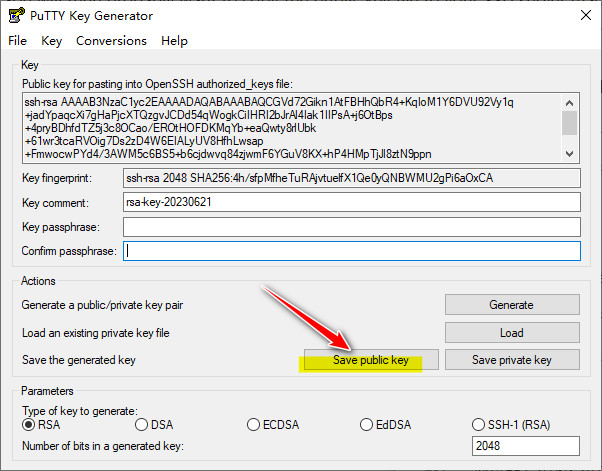 PuTTY Key Generator
File Key Conversions Help
Key
Public key for pasting into OpenSSH authorized_keys file:
ssh-rsa AAAAB3NzaC1yc2EAAAADAQABAAABAQCGVd72Gikn1AtFBHhQbR4+KqIoM1Y6DVU92Vy1q
+jadYpaqcXi7gHaPjcXTQzgvJCDd54qWogkCiIHRI2bJrAl4Iak1IIPsA+j6OtBps
+4pryBDhfdTZ5j3c8OCao/EROtHOFDKMqYb+eaQwty8rlUbk
+61wr3tcaRVOig7Ds2zD4W6EIALyUV8HfhLwsap
+FmwocwPYd4/3AWM5c6BS5+b6cjdwvq84zjwmF6YGuV8KX+hP4HMpTjJI8ztN9ppn
Key fingerprint: ssh-rsa 2048 SHA256:4h/sfpMfheTuRAjvtuelfX1Qe0yQNBWMU2gPi6aOxCA
Key comment: rsa-key-20230621
Key passphrase:
Confirm passphrase:
Actions
Generate a public/private key pair Generate
Load an existing private key file Load
Save the generated key Save public key Save private key
Parameters
Type of key to generate:
RSA DSA ECDSA EdDSA SSH-1 (RSA)
Number of bits in a generated key: 2048